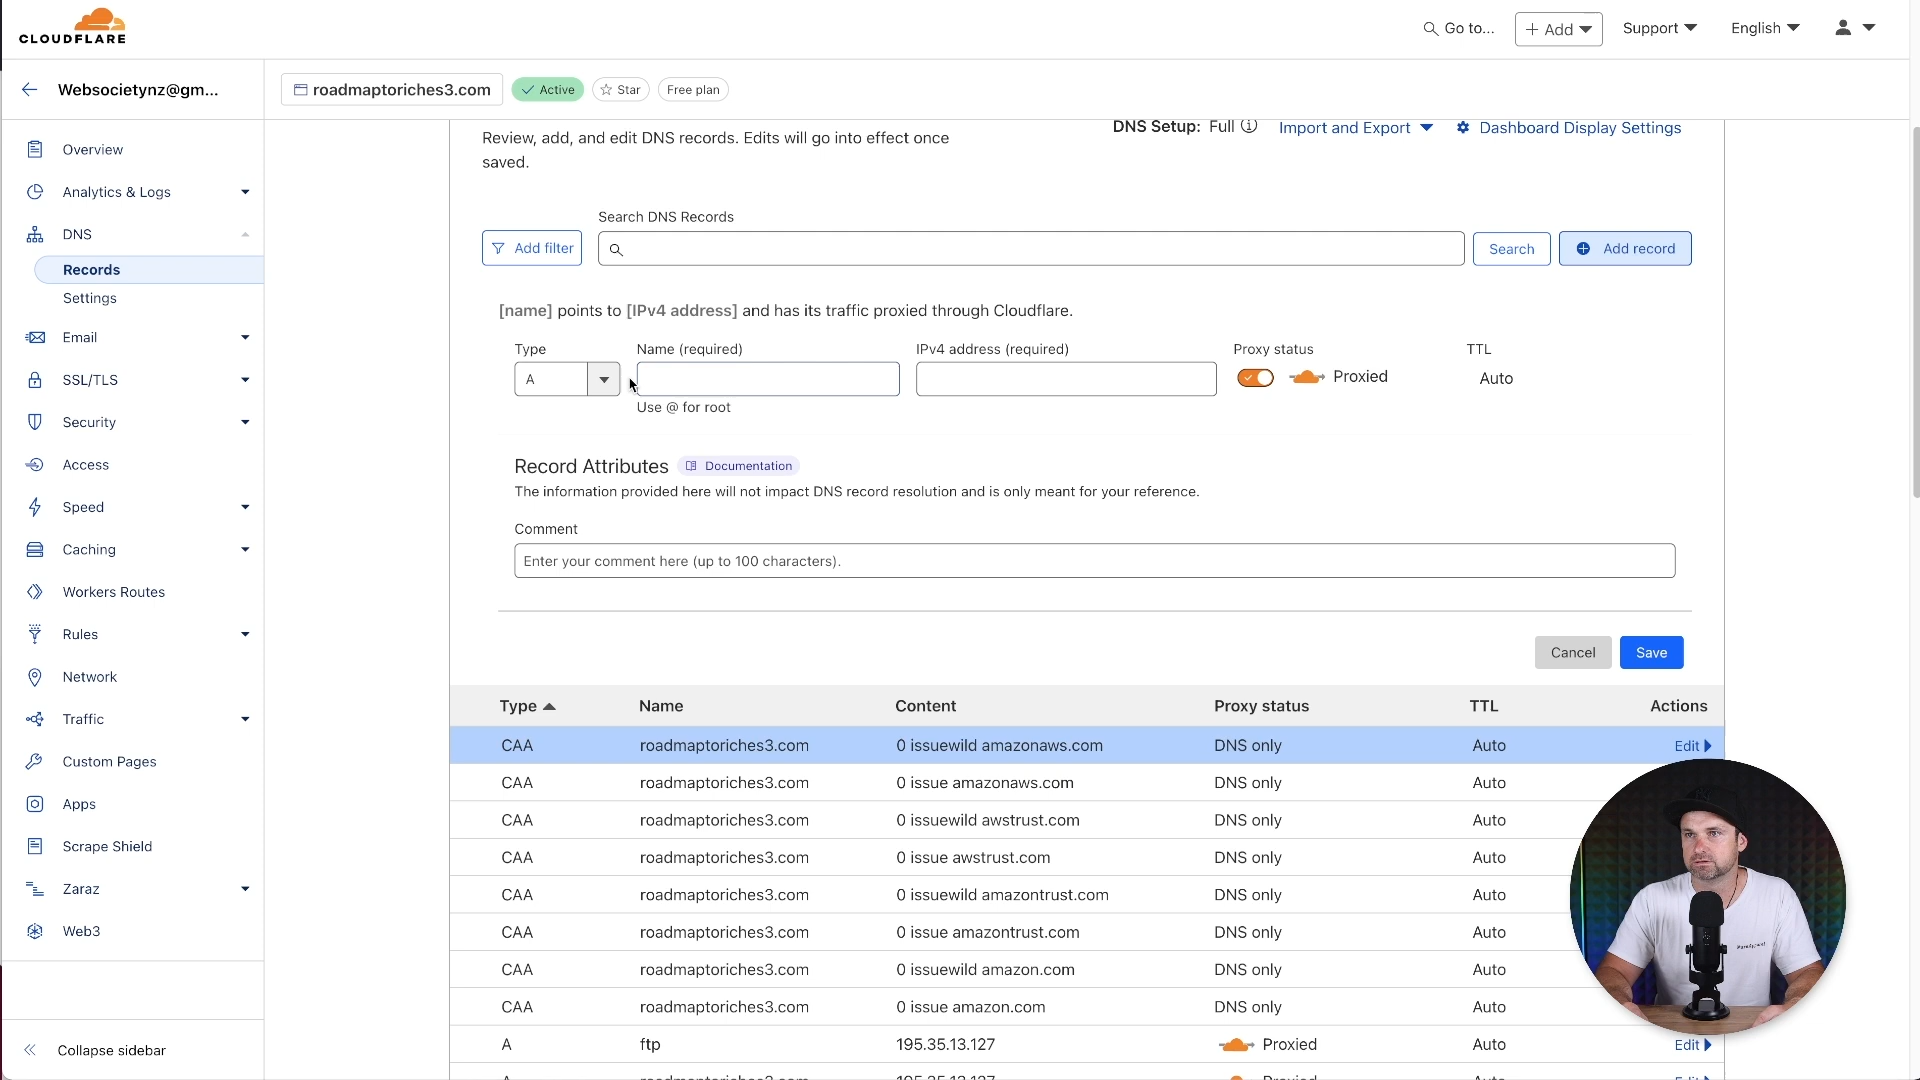 CLOUDFLARE
Go to...
+ Add
Support
English
Websocietynz@gm...
roadmaptoriches3.com
Active
Star
Free plan
Overview
Analytics & Logs
DNS
Records
Settings
Email
SSL/TLS
Security
Access
Speed
Caching
Workers Routes
Rules
Network
Traffic
Custom Pages
Apps
Scrape Shield
Zaraz
Web3
Collapse sidebar
Review, add, and edit DNS records. Edits will go into effect once
saved.
DNS Setup: Full
Import and Export
Dashboard Display Settings
Search DNS Records
Add filter
Search
Add record
[name] points to [IPv4 address] and has its traffic proxied through Cloudflare.
Type Name (required) IPv4 address (required) Proxy status TTL
A Proxied Auto
Use @ for root
Record Attributes Documentation
The information provided here will not impact DNS record resolution and is only meant for your reference.
Comment
Enter your comment here (up to 100 characters).
Cancel Save
Type Name Content Proxy status TTL Actions
CAA roadmaptoriches3.com 0 issuewild amazonaws.com DNS only Auto Edit
CAA roadmaptoriches3.com 0 issue amazonaws.com DNS only Auto
CAA roadmaptoriches3.com 0 issuewild awstrust.com DNS only Auto
CAA roadmaptoriches3.com 0 issue awstrust.com DNS only Auto
CAA roadmaptoriches3.com 0 issuewild amazontrust.com DNS only Auto
CAA roadmaptoriches3.com 0 issue amazontrust.com DNS only Auto
CAA roadmaptoriches3.com 0 issuewild amazon.com DNS only Auto
CAA roadmaptoriches3.com 0 issue amazon.com DNS only Auto
A ftp 195.35.13.127 Proxied Auto Edit